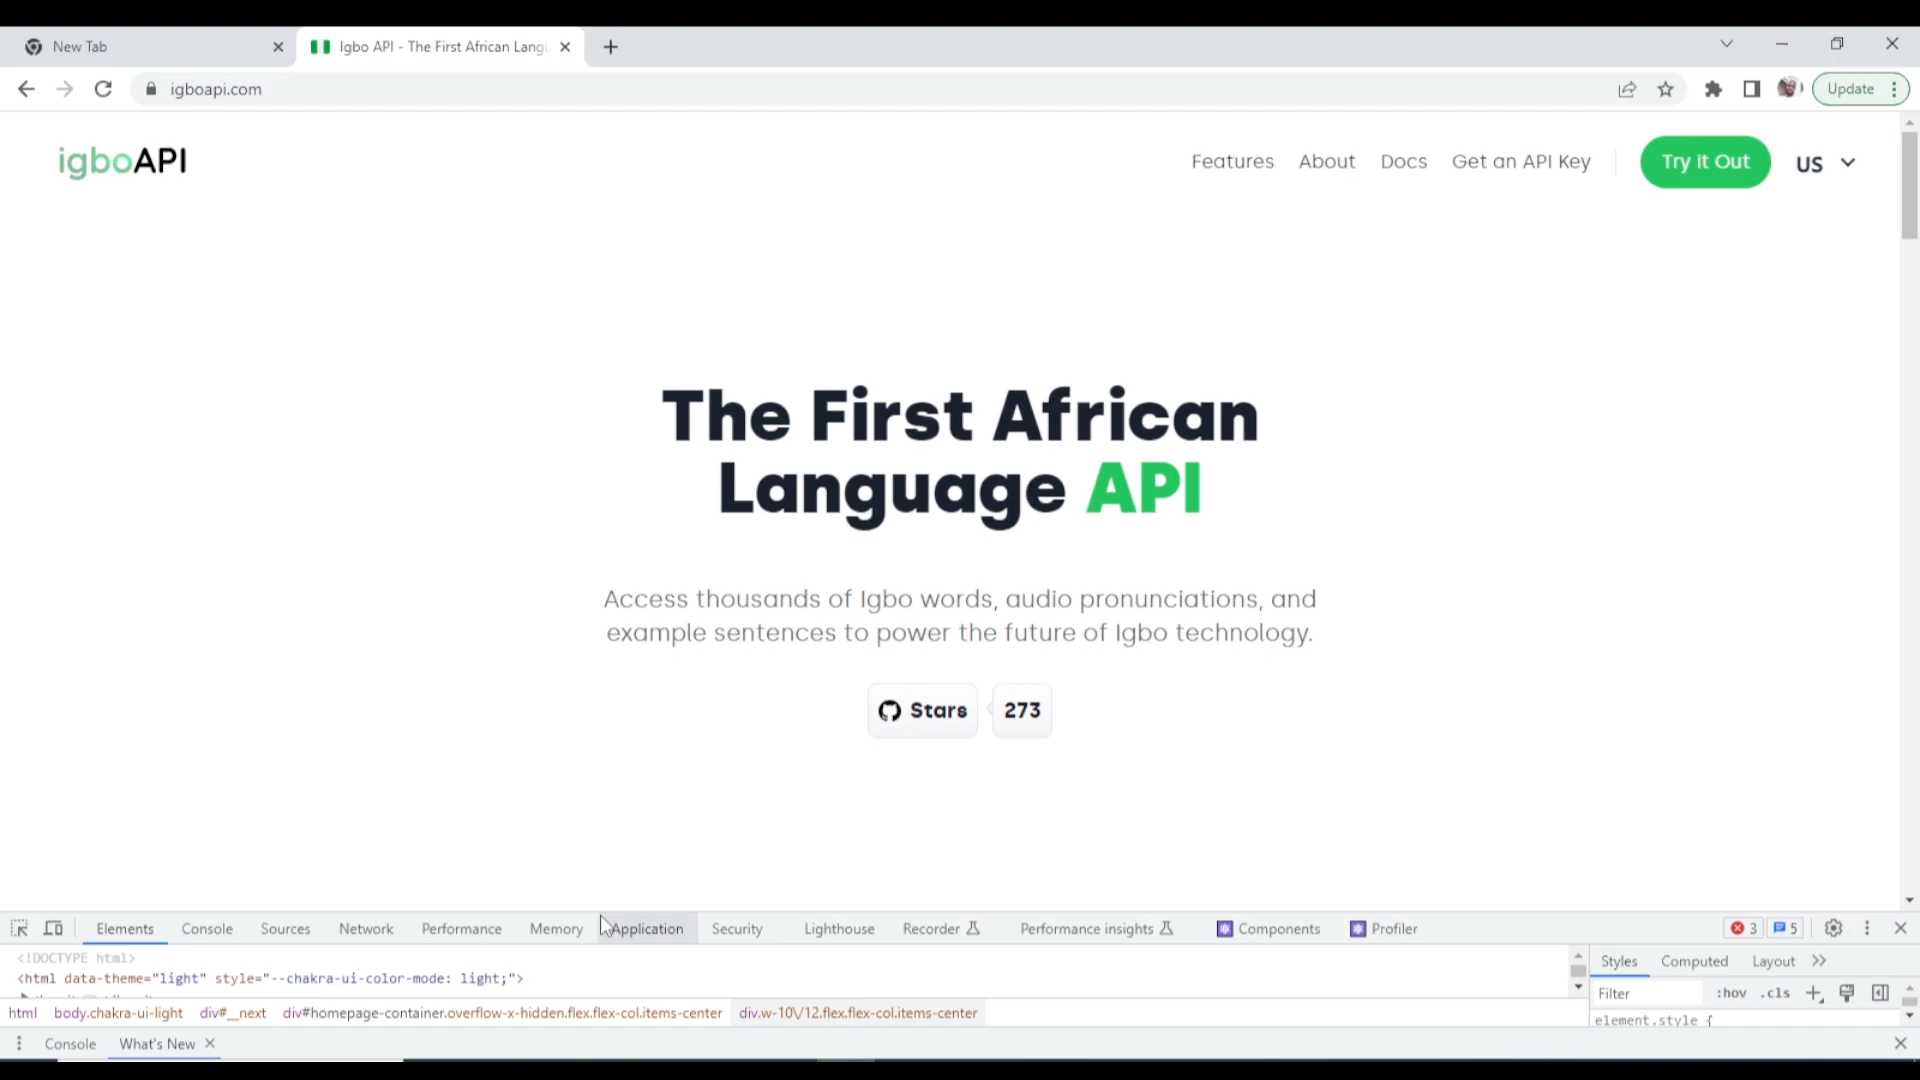 New Tab
Igbo API - The First African Langu
igboapi.com
Update
igboAPI
Features About Docs Get an API Key Try it Out US
The First African
Language API
Access thousands of Igbo words, audio pronunciations, and
example sentences to power the future of Igbo technology.
Stars 273
Elements Console Sources Network Performance Memory Application Security Lighthouse Recorder Performance insights Components Profiler 3 5
<!DOCTYPE html>
<html data-theme="light" style="--chakra-ui-color-mode: light;">
Styles Computed Layout
Filter :hov .cls
html body.chakra-ui-light div#__next div#homepage-container.overflow-x-hidden.flex.flex-col.items-center div.w-10\/12.flex.flex-col.items-center
element.style {
Console What's New